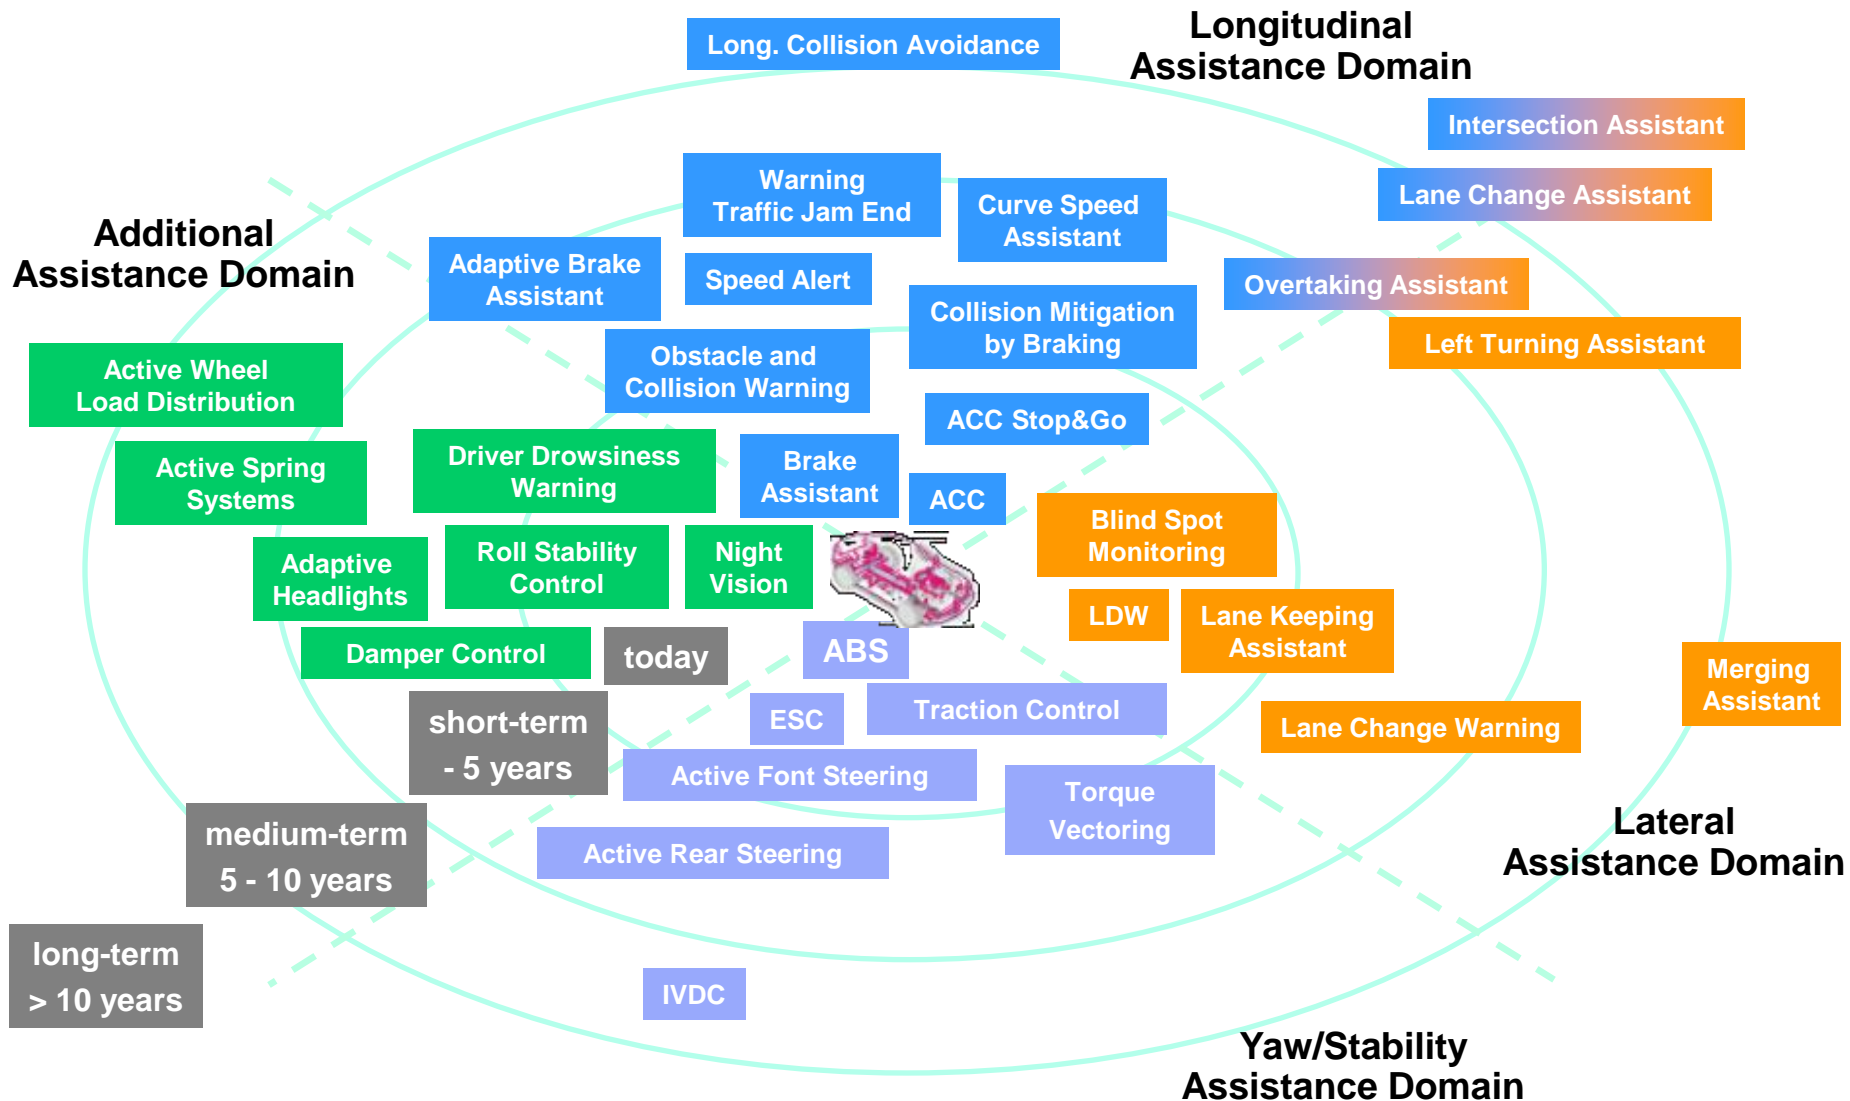 Longitudinal
Assistance Domain
Long. Collision Avoidance
Intersection Assistant
Lane Change Assistant
Warning
Traffic Jam End
Curve Speed
Assistant
Additional
Assistance Domain
Adaptive Brake
Assistant
Speed Alert
Overtaking Assistant
Collision Mitigation
by Braking
Left Turning Assistant
Obstacle and
Collision Warning
Active Wheel
Load Distribution
ACC Stop&Go
Active Spring
Systems
Driver Drowsiness
Warning
Brake
Assistant
ACC
Blind Spot
Monitoring
Adaptive
Headlights
Roll Stability
Control
Night
Vision
LDW
Lane Keeping
Assistant
Damper Control
today
ABS
Merging
Assistant
short-term
- 5 years
ESC
Traction Control
Lane Change Warning
Active Font Steering
Torque
Vectoring
medium-term
5 - 10 years
Active Rear Steering
Lateral
Assistance Domain
long-term
> 10 years
IVDC
Yaw/Stability
Assistance Domain